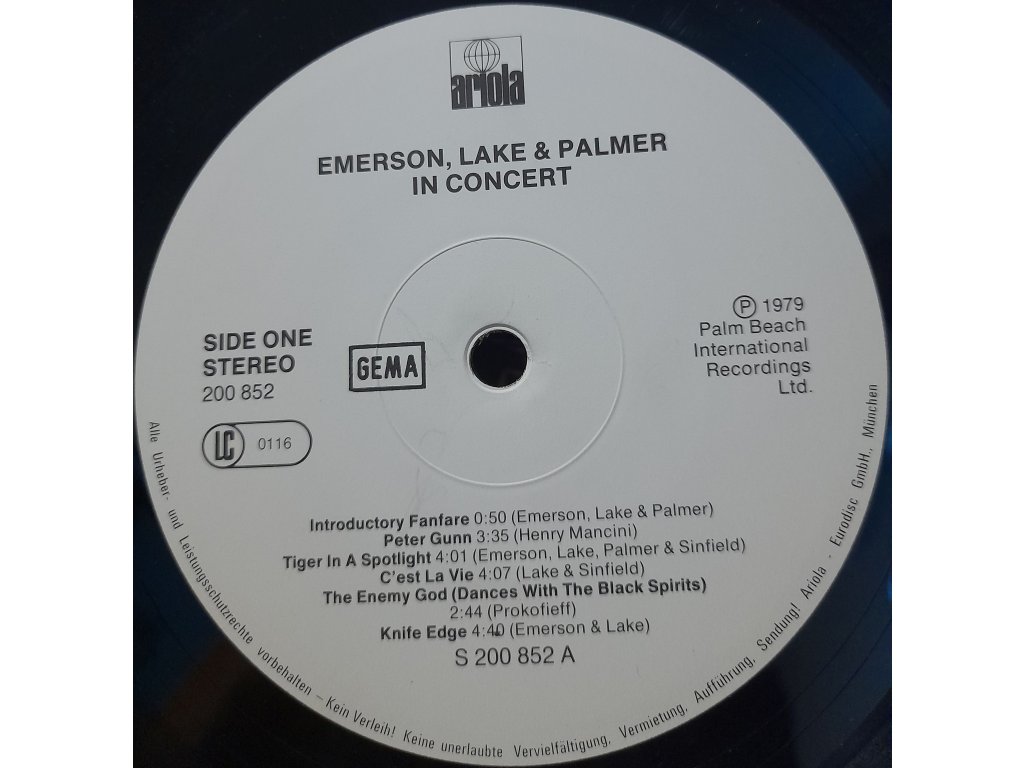 ariola
EMERSON, LAKE & PALMER
IN CONCERT
SIDE ONE
STEREO
200 852
GEMA
LC 0116
Ⓟ 1979
Palm Beach
International
Recordings
Ltd.
Introductory Fanfare 0:50 (Emerson, Lake & Palmer)
Peter Gunn 3:35 (Henry Mancini)
Tiger In A Spotlight 4:01 (Emerson, Lake, Palmer & Sinfield)
C'est La Vie 4:07 (Lake & Sinfield)
The Enemy God (Dances With The Black Spirits)
2:44 (Prokofieff)
Knife Edge 4:40 (Emerson & Lake)
S 200 852 A
Alle Urheber- und Leistungsschutzrechte vorbehalten – Kein Verleih! Keine unerlaubte Vervielfältigung, Vermietung, Aufführung, Sendung! Ariola - Eurodisc GmbH., München